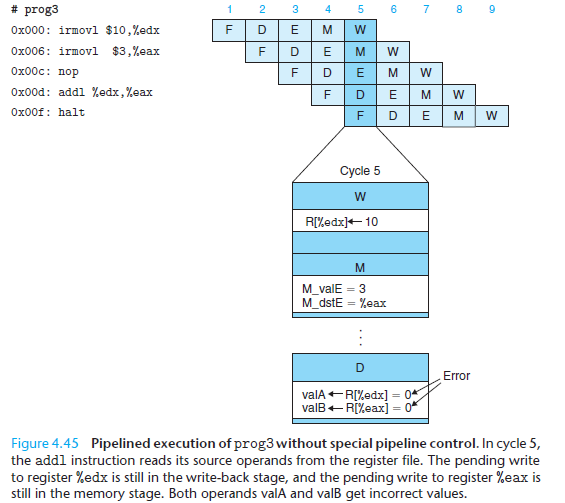 # prog3 1 2 3 4 5 6 7 8 9
0x000: irmovl $10,%edx F D E M W
0x006: irmovl $3,%eax F D E M W
0x00c: nop F D E M W
0x00d: addl %edx,%eax F D E M W
0x00f: halt F D E M W
Cycle 5
W
R[%edx]← 10
M
M_valE = 3
M_dstE = %eax
D
Error
valA ← R[%edx] = 0
valB ← R[%eax] = 0
Figure 4.45 Pipelined execution of prog3 without special pipeline control. In cycle 5,
the addl instruction reads its source operands from the register file. The pending write
to register %edx is still in the write-back stage, and the pending write to register %eax is
still in the memory stage. Both operands valA and valB get incorrect values.